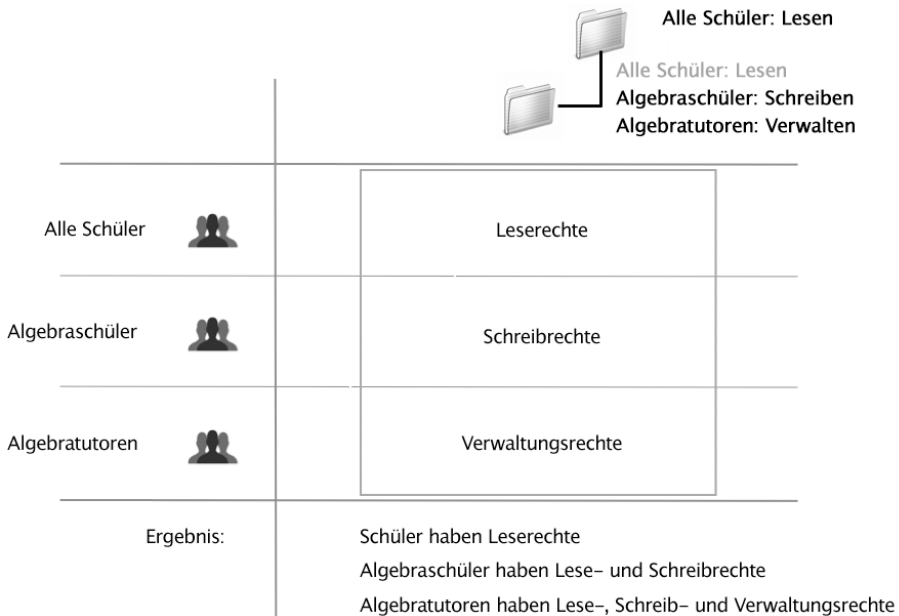 Alle Schüler: Lesen
Alle Schüler: Lesen
Algebraschüler: Schreiben
Algebratutoren: Verwalten
Alle Schüler
Leserechte
Algebraschüler
Schreibrechte
Algebratutoren
Verwaltungsrechte
Ergebnis:
Schüler haben Leserechte
Algebraschüler haben Lese– und Schreibrechte
Algebratutoren haben Lese–, Schreib– und Verwaltungsrechte